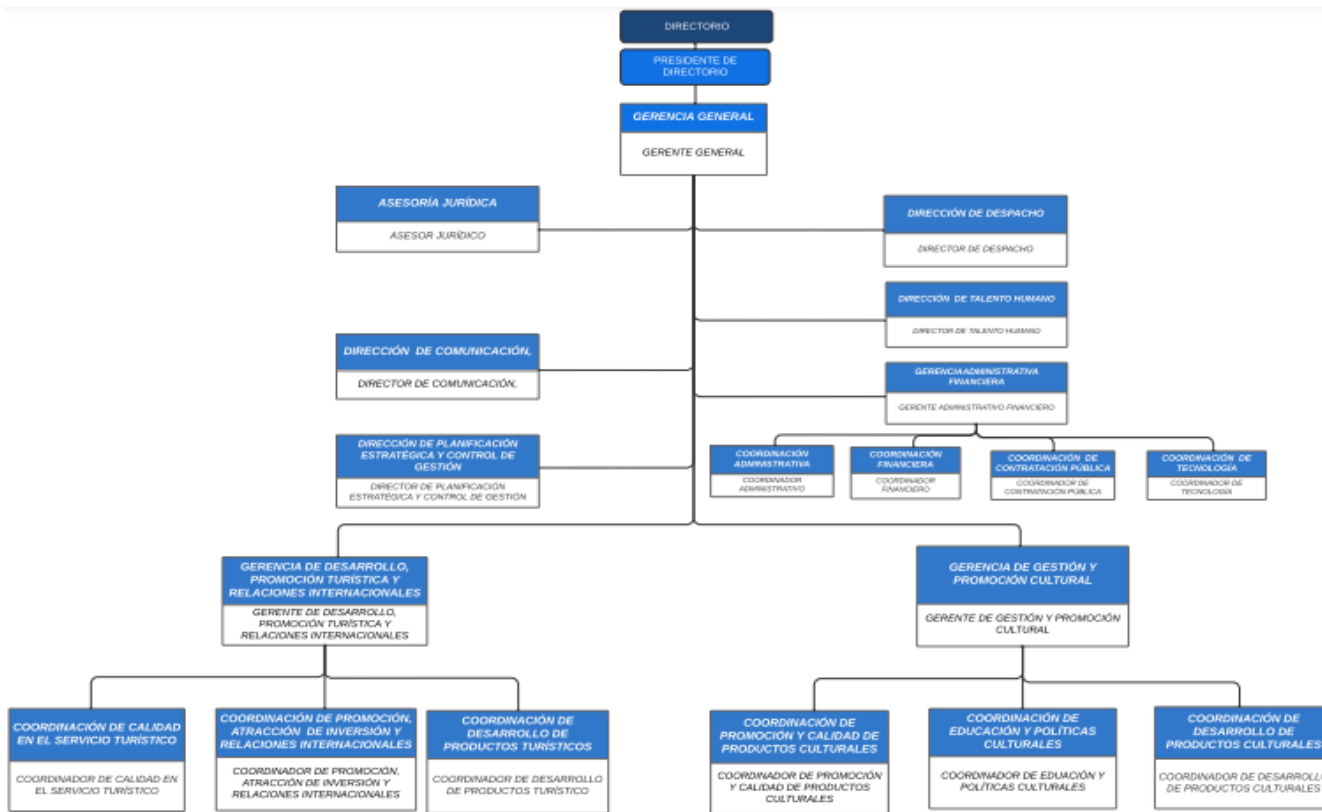 DIRECTORIO
PRESIDENTE DE
DIRECTORIO
GERENCIA GENERAL
GERENTE GENERAL
ASESORÍA JURÍDICA
ASESOR JURÍDICO
DIRECCIÓN DE DESPACHO
DIRECTOR DE DESPACHO
DIRECCIÓN DE TALENTO HUMANO
DIRECTOR DE TALENTO HUMANO
DIRECCIÓN DE COMUNICACIÓN,
DIRECTOR DE COMUNICACIÓN,
GERENCIA ADMINISTRATIVA
FINANCIERA
GERENTE ADMINISTRATIVO FINANCIERO
DIRECCIÓN DE PLANIFICACIÓN
ESTRATÉGICA Y CONTROL DE
GESTIÓN
DIRECTOR DE PLANIFICACIÓN
ESTRATÉGICA Y CONTROL DE GESTIÓN
COORDINACIÓN
ADMINISTRATIVA
COORDINADOR
ADMINISTRATIVO
COORDINACIÓN
FINANCIERA
COORDINADOR
FINANCIERO
COORDINACIÓN DE
CONTRATACIÓN PÚBLICA
COORDINADOR DE
CONTRATACIÓN PÚBLICA
COORDINACIÓN DE
TECNOLOGÍA
COORDINADOR DE
TECNOLOGÍA
GERENCIA DE DESARROLLO,
PROMOCIÓN TURÍSTICA Y
RELACIONES INTERNACIONALES
GERENTE DE DESARROLLO,
PROMOCIÓN TURÍSTICA Y
RELACIONES INTERNACIONALES
GERENCIA DE GESTIÓN Y
PROMOCIÓN CULTURAL
GERENTE DE GESTIÓN Y PROMOCIÓN
CULTURAL
COORDINACIÓN DE CALIDAD
EN EL SERVICIO TURÍSTICO
COORDINADOR DE CALIDAD EN
EL SERVICIO TURÍSTICO
COORDINACIÓN DE PROMOCIÓN,
ATRACCIÓN DE INVERSIÓN Y
RELACIONES INTERNACIONALES
COORDINADOR DE PROMOCIÓN,
ATRACCIÓN DE INVERSIÓN Y
RELACIONES INTERNACIONALES
COORDINACIÓN DE
DESARROLLO DE
PRODUCTOS TURÍSTICOS
COORDINADOR DE DESARROLLO
DE PRODUCTOS TURÍSTICO
COORDINACIÓN DE
PROMOCIÓN Y CALIDAD DE
PRODUCTOS CULTURALES
COORDINADOR DE PROMOCIÓN
Y CALIDAD DE PRODUCTOS
CULTURALES
COORDINACIÓN DE
EDUCACIÓN Y POLÍTICAS
CULTURALES
COORDINADOR DE EDUACIÓN Y
POLÍTICAS CULTURALES
COORDINACIÓN DE
DESARROLLO DE
PRODUCTOS CULTURALES
COORDINADOR DE DESARROLLO
DE PRODUCTOS CULTURALES